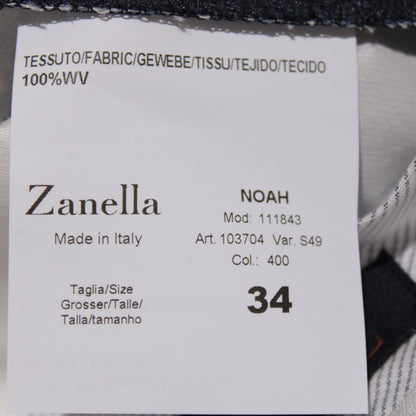 TESSUTO/FABRIC/GEWEBE/TISSU/TEJIDO/TECIDO
100%WV
Zanella
Made in Italy
NOAH
Mod: 111843
Art. 103704 Var. S49
Col.: 400
Taglia/Size
Grosser/Talle/
Talla/tamanho
34